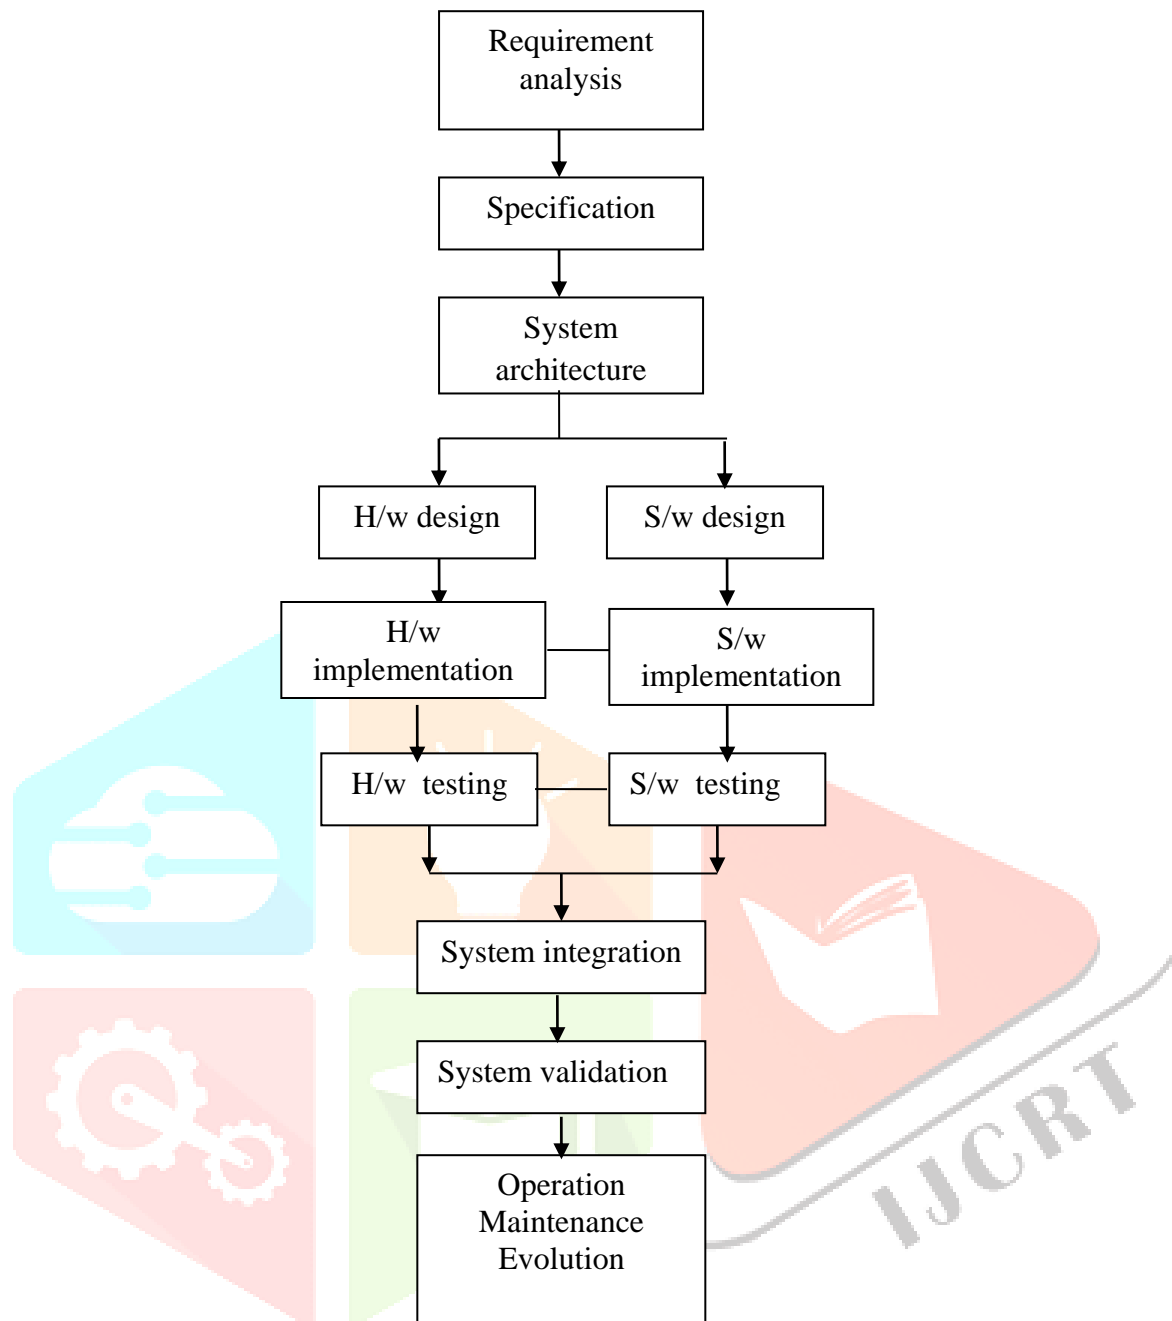 Requirement
analysis
Specification
System
architecture
H/w design
S/w design
H/w
implementation
S/w
implementation
H/w  testing
S/w  testing
System integration
System validation
Operation
Maintenance
Evolution
IJCRT